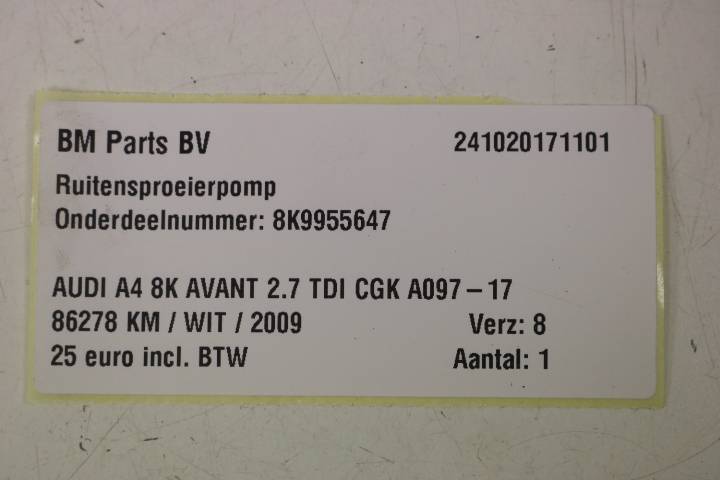 BM Parts BV 241020171101
Ruitensproeierpomp
Onderdeelnummer: 8K9955647
AUDI A4 8K AVANT 2.7 TDI CGK A097-17
86278 KM / WIT / 2009 Verz: 8
25 euro incl. BTW Aantal: 1